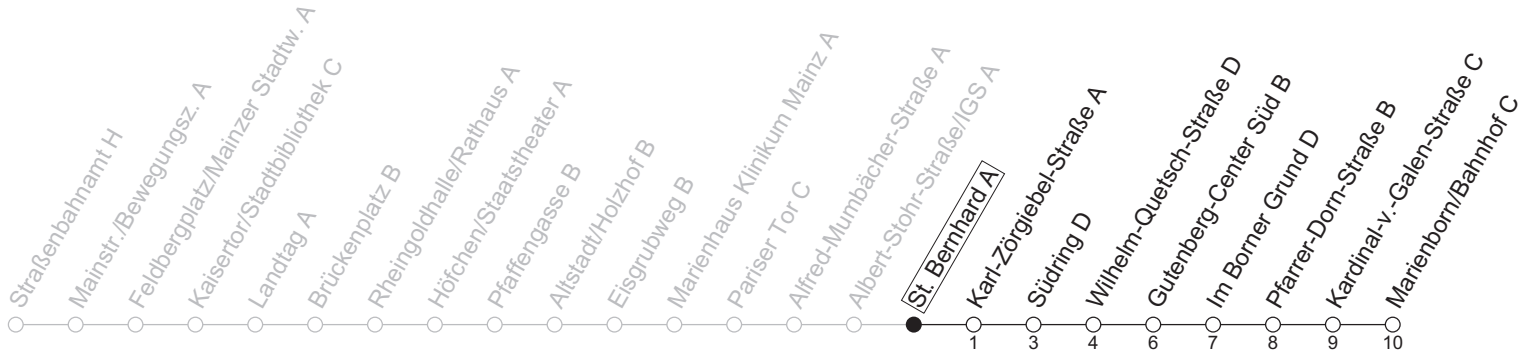 Straßenbahnamt H
Mainstr./Bewegungsz. A
Feldbergplatz/Mainzer Stadtw. A
Kaisertor/Stadtbibliothek C
Landtag A
Brückenplatz B
Rheingoldhalle/Rathaus A
Höfchen/Staatstheater A
Pfaffengasse B
Altstadt/Holzhof B
Eisgrubweg B
Marienhaus Klinikum Mainz A
Pariser Tor C
Alfred-Mumbächer-Straße A
Albert-Stohr-Straße/IGS A
St. Bernhard A
Karl-Zörgiebel-Straße A
Südring D
Wilhelm-Quetsch-Straße D
Gutenberg-Center Süd B
Im Borner Grund D
Pfarrer-Dorn-Straße B
Kardinal-v.-Galen-Straße C
Marienborn/Bahnhof C
1 3 4 6 7 8 9 10